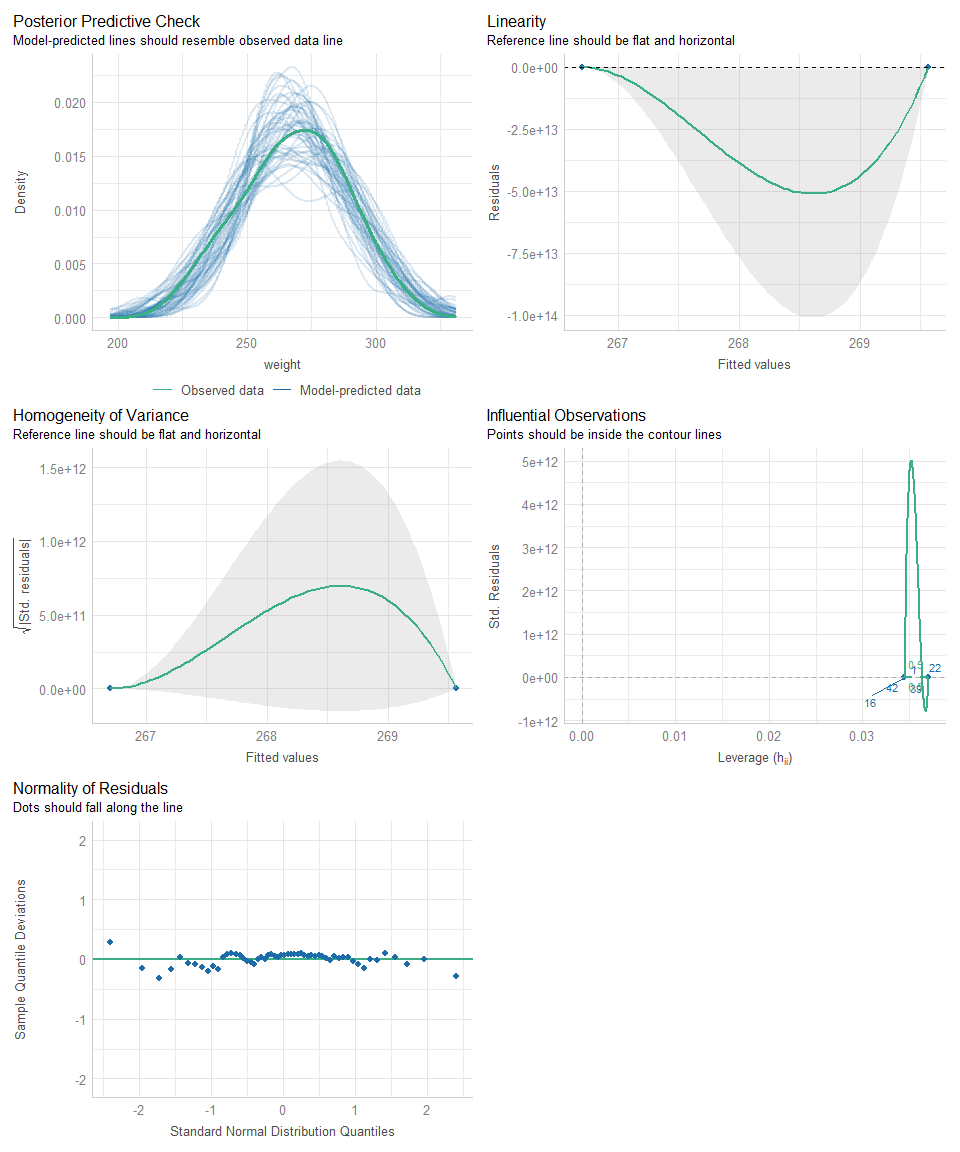 Posterior Predictive Check
Model-predicted lines should resemble observed data line
Density
0.020
0.015
0.010
0.005
0.000
200
250
300
weight
Observed data
Model-predicted data
Linearity
Reference line should be flat and horizontal
Residuals
0.0e+00
-2.5e+13
-5.0e+13
-7.5e+13
-1.0e+14
267
268
269
Fitted values
Homogeneity of Variance
Reference line should be flat and horizontal
√|Std. residuals|
1.5e+12
1.0e+12
5.0e+11
0.0e+00
267
268
269
Fitted values
Influential Observations
Points should be inside the contour lines
Std. Residuals
5e+12
4e+12
3e+12
2e+12
1e+12
0e+00
-1e+12
0.5
1
22
42
39
16
0.00
0.01
0.02
0.03
Leverage (hii)
Normality of Residuals
Dots should fall along the line
Sample Quantile Deviations
2
1
0
-1
-2
-2
-1
0
1
2
Standard Normal Distribution Quantiles